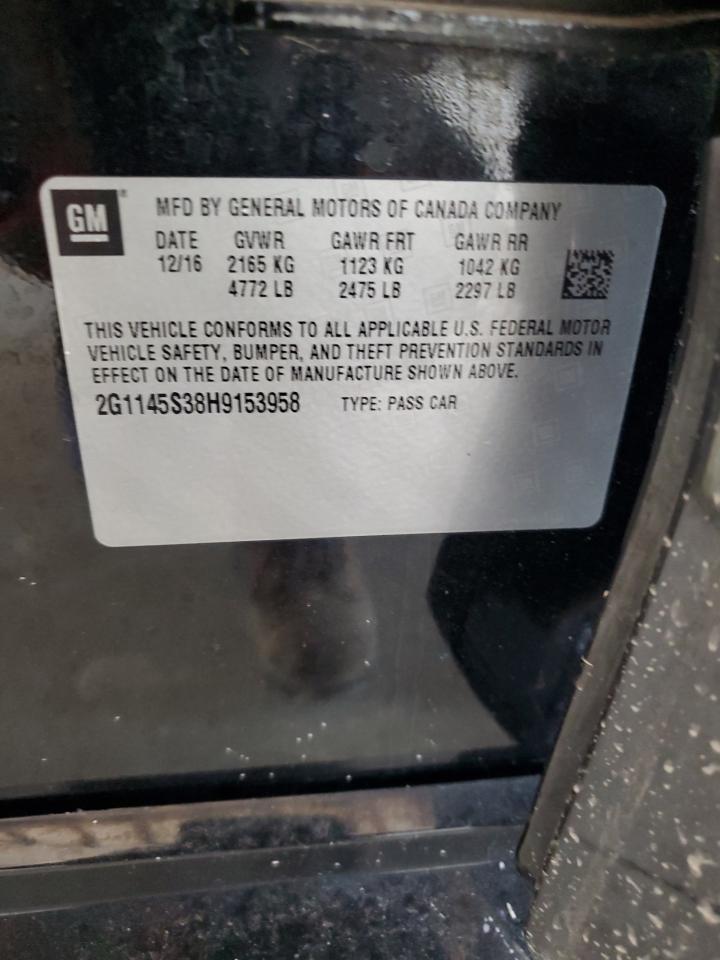 GM®
MFD BY GENERAL MOTORS OF CANADA COMPANY
DATE GVWR GAWR FRT GAWR RR
12/16 2165 KG 1123 KG 1042 KG
4772 LB 2475 LB 2297 LB
THIS VEHICLE CONFORMS TO ALL APPLICABLE U.S. FEDERAL MOTOR
VEHICLE SAFETY, BUMPER, AND THEFT PREVENTION STANDARDS IN
EFFECT ON THE DATE OF MANUFACTURE SHOWN ABOVE.
2G1145S38H9153958 TYPE: PASS CAR